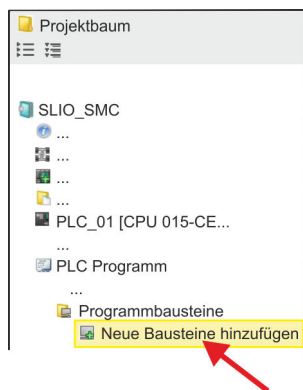 Projektbaum
SLIO_SMC
...
...
...
...
PLC_01 [CPU 015-CE...
...
PLC Programm
...
Programmbausteine
Neue Bausteine hinzufügen